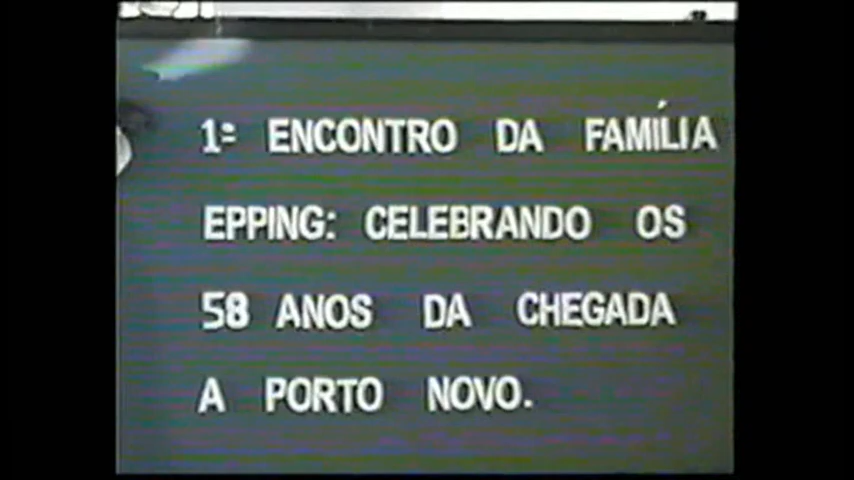 1º ENCONTRO DA FAMÍLIA
EPPING: CELEBRANDO OS
58 ANOS DA CHEGADA
A PORTO NOVO.